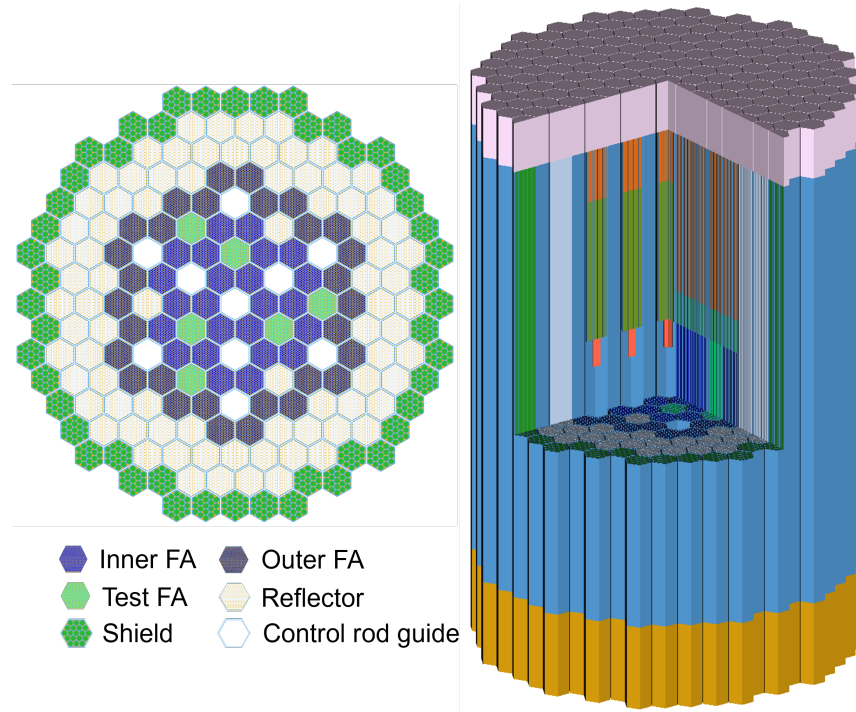 Inner FA Outer FA
Test FA Reflector
Shield Control rod guide